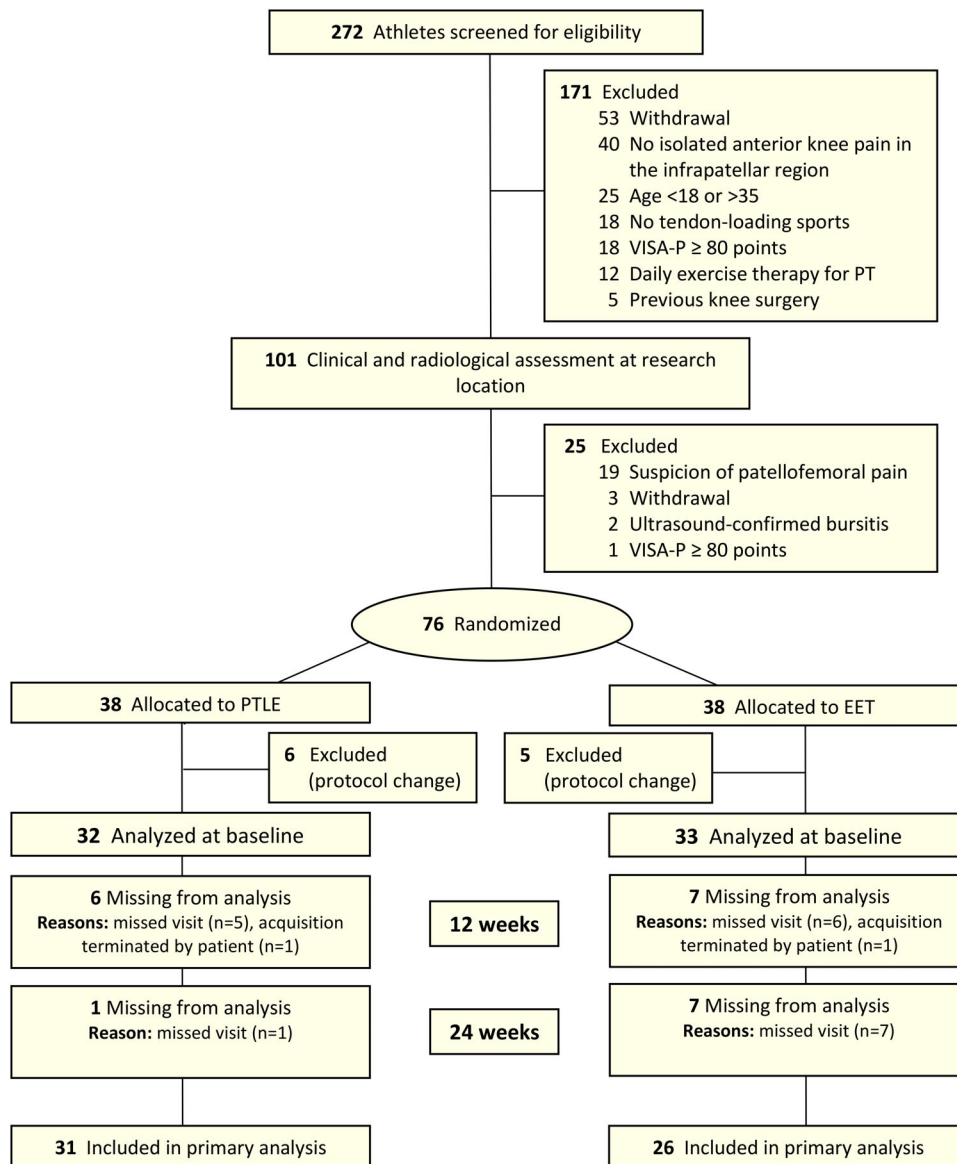 272 Athletes screened for eligibility
171 Excluded
53 Withdrawal
40 No isolated anterior knee pain in
the infrapatellar region
25 Age <18 or >35
18 No tendon-loading sports
18 VISA-P ≥ 80 points
12 Daily exercise therapy for PT
5 Previous knee surgery
101 Clinical and radiological assessment at research
location
25 Excluded
19 Suspicion of patellofemoral pain
3 Withdrawal
2 Ultrasound-confirmed bursitis
1 VISA-P ≥ 80 points
76 Randomized
38 Allocated to PTLE
38 Allocated to EET
6 Excluded
(protocol change)
5 Excluded
(protocol change)
32 Analyzed at baseline
33 Analyzed at baseline
6 Missing from analysis
Reasons: missed visit (n=5), acquisition
terminated by patient (n=1)
12 weeks
7 Missing from analysis
Reasons: missed visit (n=6), acquisition
terminated by patient (n=1)
1 Missing from analysis
Reason: missed visit (n=1)
24 weeks
7 Missing from analysis
Reasons: missed visit (n=7)
31 Included in primary analysis
26 Included in primary analysis